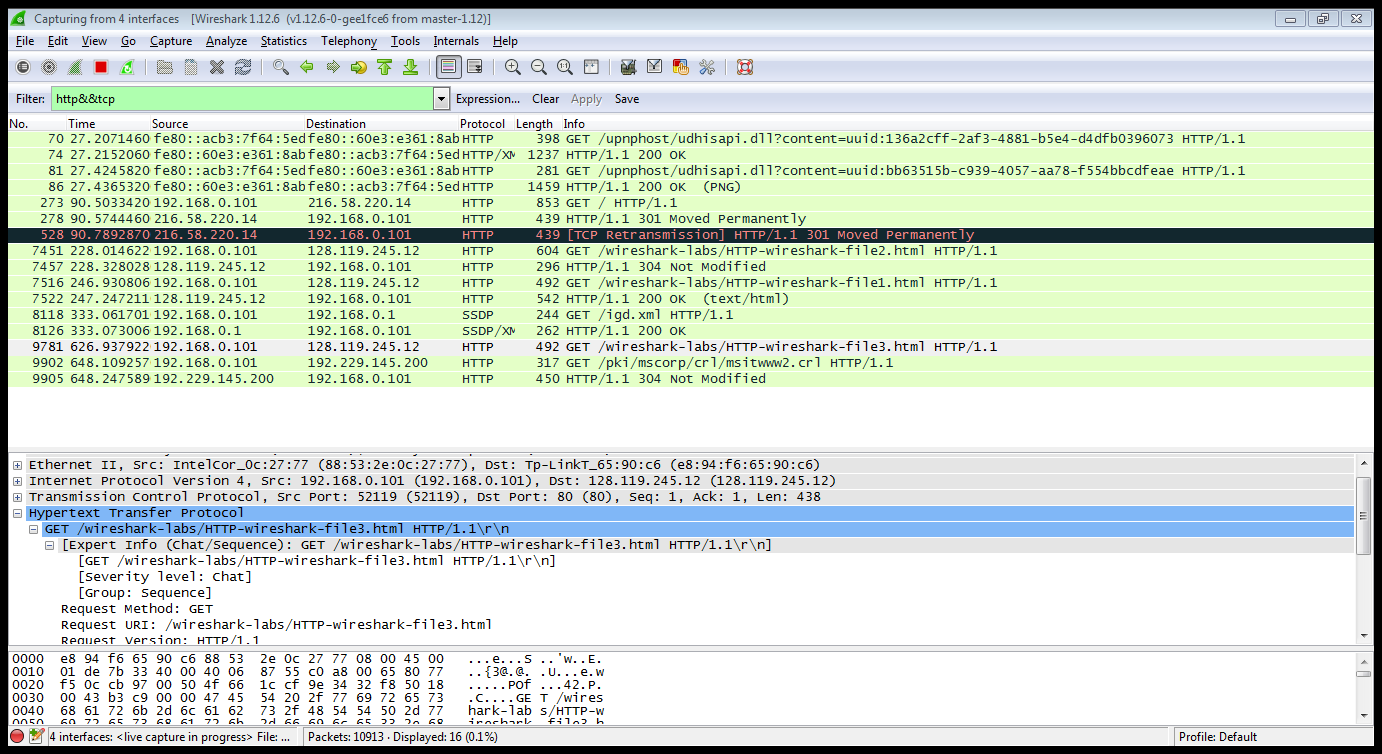 Capturing from 4 interfaces [Wireshark 1.12.6 (v1.12.6-0-gee1fce6 from master-1.12)]
File Edit View Go Capture Analyze Statistics Telephony Tools Internals Help
Filter: http&&tcp Expression... Clear Apply Save
No. Time Source Destination Protocol Length Info
70 27.2071460 fe80::acb3:7f64:5ed fe80::60e3:e361:8ab HTTP 398 GET /upnphost/udhisapi.dll?content=uuid:136a2cff-2af3-4881-b5e4-d4dfb0396073 HTTP/1.1
74 27.2152060 fe80::60e3:e361:8ab fe80::acb3:7f64:5ed HTTP/XM 1237 HTTP/1.1 200 OK
81 27.4245820 fe80::acb3:7f64:5ed fe80::60e3:e361:8ab HTTP 281 GET /upnphost/udhisapi.dll?content=uuid:bb63515b-c939-4057-aa78-f554bbcdfeae HTTP/1.1
86 27.4365320 fe80::60e3:e361:8ab fe80::acb3:7f64:5ed HTTP 1459 HTTP/1.1 200 OK (PNG)
273 90.5033420 192.168.0.101 216.58.220.14 HTTP 853 GET / HTTP/1.1
278 90.5744460 216.58.220.14 192.168.0.101 HTTP 439 HTTP/1.1 301 Moved Permanently
528 90.7892870 216.58.220.14 192.168.0.101 HTTP 439 [TCP Retransmission] HTTP/1.1 301 Moved Permanently
7451 228.014622 192.168.0.101 128.119.245.12 HTTP 604 GET /wireshark-labs/HTTP-wireshark-file2.html HTTP/1.1
7457 228.328028 128.119.245.12 192.168.0.101 HTTP 296 HTTP/1.1 304 Not Modified
7516 246.930806 192.168.0.101 128.119.245.12 HTTP 492 GET /wireshark-labs/HTTP-wireshark-file1.html HTTP/1.1
7522 247.247211 128.119.245.12 192.168.0.101 HTTP 542 HTTP/1.1 200 OK (text/html)
8118 333.061701 192.168.0.101 192.168.0.1 SSDP 244 GET /igd.xml HTTP/1.1
8126 333.073006 192.168.0.1 192.168.0.101 SSDP/XM 262 HTTP/1.1 200 OK
9781 626.937922 192.168.0.101 128.119.245.12 HTTP 492 GET /wireshark-labs/HTTP-wireshark-file3.html HTTP/1.1
9902 648.109257 192.168.0.101 192.229.145.200 HTTP 317 GET /pki/mscorp/crl/msitwww2.crl HTTP/1.1
9905 648.247589 192.229.145.200 192.168.0.101 HTTP 450 HTTP/1.1 304 Not Modified
Ethernet II, Src: IntelCor_0c:27:77 (88:53:2e:0c:27:77), Dst: Tp-LinkT_65:90:c6 (e8:94:f6:65:90:c6)
Internet Protocol Version 4, Src: 192.168.0.101 (192.168.0.101), Dst: 128.119.245.12 (128.119.245.12)
Transmission Control Protocol, Src Port: 52119 (52119), Dst Port: 80 (80), Seq: 1, Ack: 1, Len: 438
Hypertext Transfer Protocol
GET /wireshark-labs/HTTP-wireshark-file3.html HTTP/1.1\r\n
[Expert Info (Chat/Sequence): GET /wireshark-labs/HTTP-wireshark-file3.html HTTP/1.1\r\n]
[GET /wireshark-labs/HTTP-wireshark-file3.html HTTP/1.1\r\n]
[Severity level: Chat]
[Group: Sequence]
Request Method: GET
Request URI: /wireshark-labs/HTTP-wireshark-file3.html
Request Version: HTTP/1.1
0000 e8 94 f6 65 90 c6 88 53 2e 0c 27 77 08 00 45 00 ...e...S ..'w..E.
0010 01 de 7b 33 40 00 40 06 87 55 c0 a8 00 65 80 77 ..{3@.@. .U...e.w
0020 f5 0c cb 97 00 50 4f 66 1c cf 9e 34 32 f8 50 18 .....POf ...42.P.
0030 00 43 b3 c9 00 00 47 45 54 20 2f 77 69 72 65 73 .C....GE T /wires
0040 68 61 72 6b 2d 6c 61 62 73 2f 48 54 54 50 2d 77 hark-lab s/HTTP-w
0050 69 72 65 73 68 61 72 6b 2d 66 69 6c 65 33 2e 68 ireshark -file3.h
4 interfaces: <live capture in progress> File: ... Packets: 10913 · Displayed: 16 (0.1%) Profile: Default